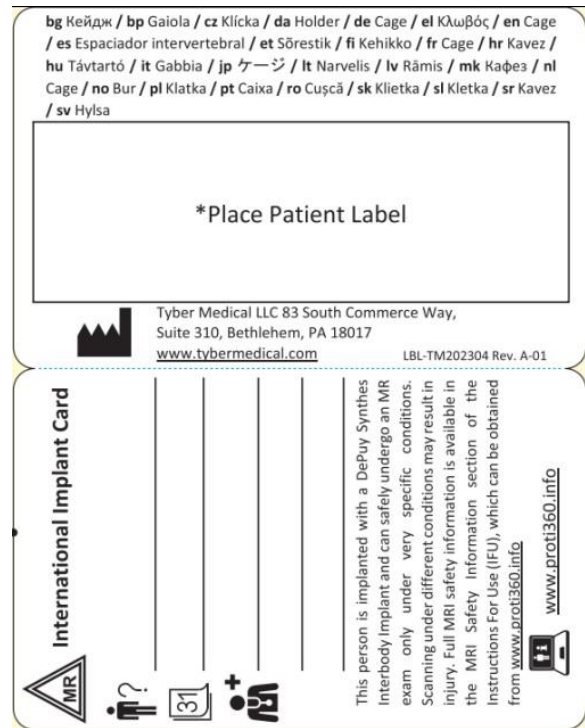 bg Кейдж / bp Gaiola / cz Klícka / da Holder / de Cage / el Κλωβός / en Cage
/ es Espaciador intervertebral / et Sõrestik / fi Kehikko / fr Cage / hr Kavez /
hu Távtartó / it Gabbia / jp ケージ / lt Narvelis / lv Rāmis / mk Кафез / nl
Cage / no Bur / pl Klatka / pt Caixa / ro Cușcă / sk Klietka / sl Kletka / sr Kavez
/ sv Hylsa
*Place Patient Label
Tyber Medical LLC 83 South Commerce Way,
Suite 310, Bethlehem, PA 18017
www.tybermedical.com
LBL-TM202304 Rev. A-01
MR
International Implant Card
?
31
This person is implanted with a DePuy Synthes
Interbody Implant and can safely undergo an MR
exam only under very specific conditions.
Scanning under different conditions may result in
injury. Full MRI safety information is available in
the MRI Safety Information section of the
Instructions For Use (IFU), which can be obtained
from www.proti360.info
www.proti360.info